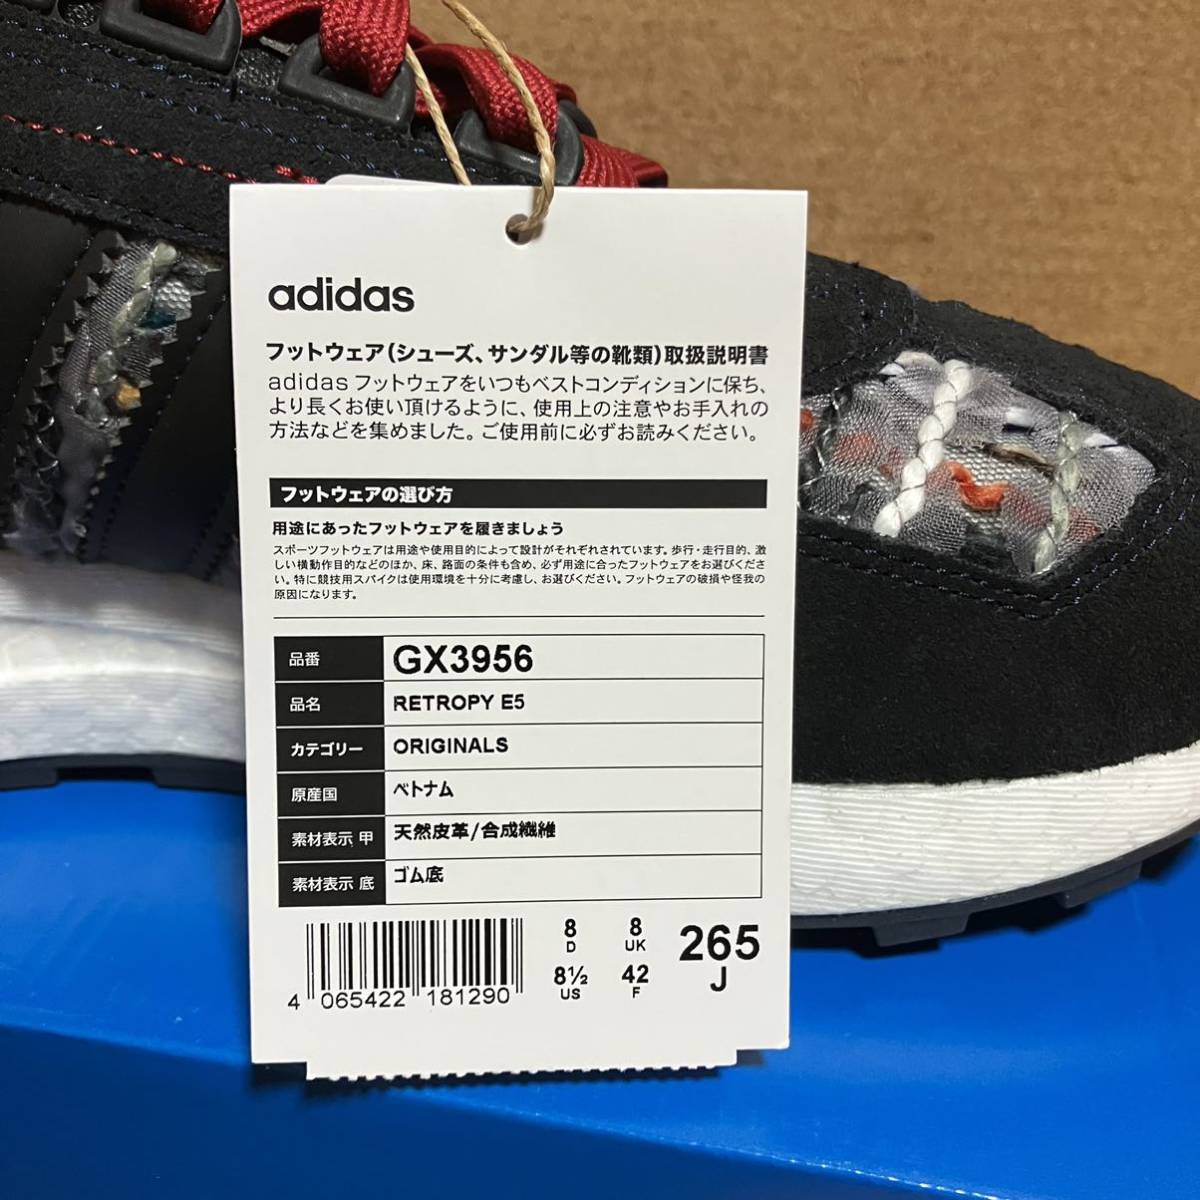 adidas
フットウェア(シューズ、サンダル等の靴類)取扱説明書
adidas フットウェアをいつもベストコンディションに保ち、
より長くお使い頂けるように、使用上の注意やお手入れの
方法などを集めました。ご使用前に必ずお読みください。
フットウェアの選び方
用途にあったフットウェアを履きましょう
スポーツフットウェアは用途や使用目的によって設計がそれぞれされています。歩行・走行目的、激
しい横動作目的などのほか、床、路面の条件も含め、必ず用途に合ったフットウェアをお選びくださ
い。特に競技用スパイクは使用環境を十分に考慮し、お選びください。フットウェアの破損や怪我の
原因になります。
品番 GX3956
品名 RETROPY E5
カテゴリー ORIGINALS
原産国 ベトナム
素材表示 甲 天然皮革/合成繊維
素材表示 底 ゴム底
8 8 265
D UK J
8½ 42
US F
4 065422 181290